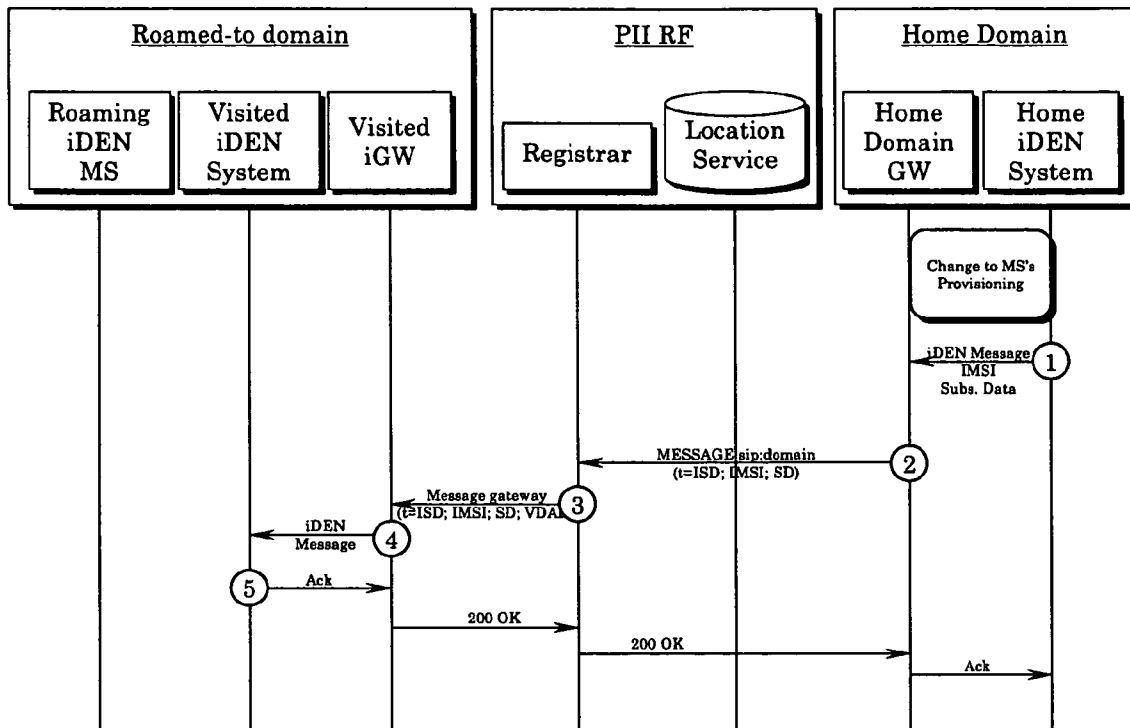 Roamed-to domain
PII RF
Home Domain
Roaming
iDEN
MS
Visited
iDEN
System
Visited
iGW
Registrar
Location
Service
Home
Domain
GW
Home
iDEN
System
Change to MS's
Provisioning
1
iDEN Message
IMSI
Subs. Data
2
MESSAGE sip:domain
(t=ISD; IMSI; SD)
3
Message gateway
(t=ISD; IMSI; SD;
4
iDEN
Message
5
Ack
200 OK
200 OK
Ack